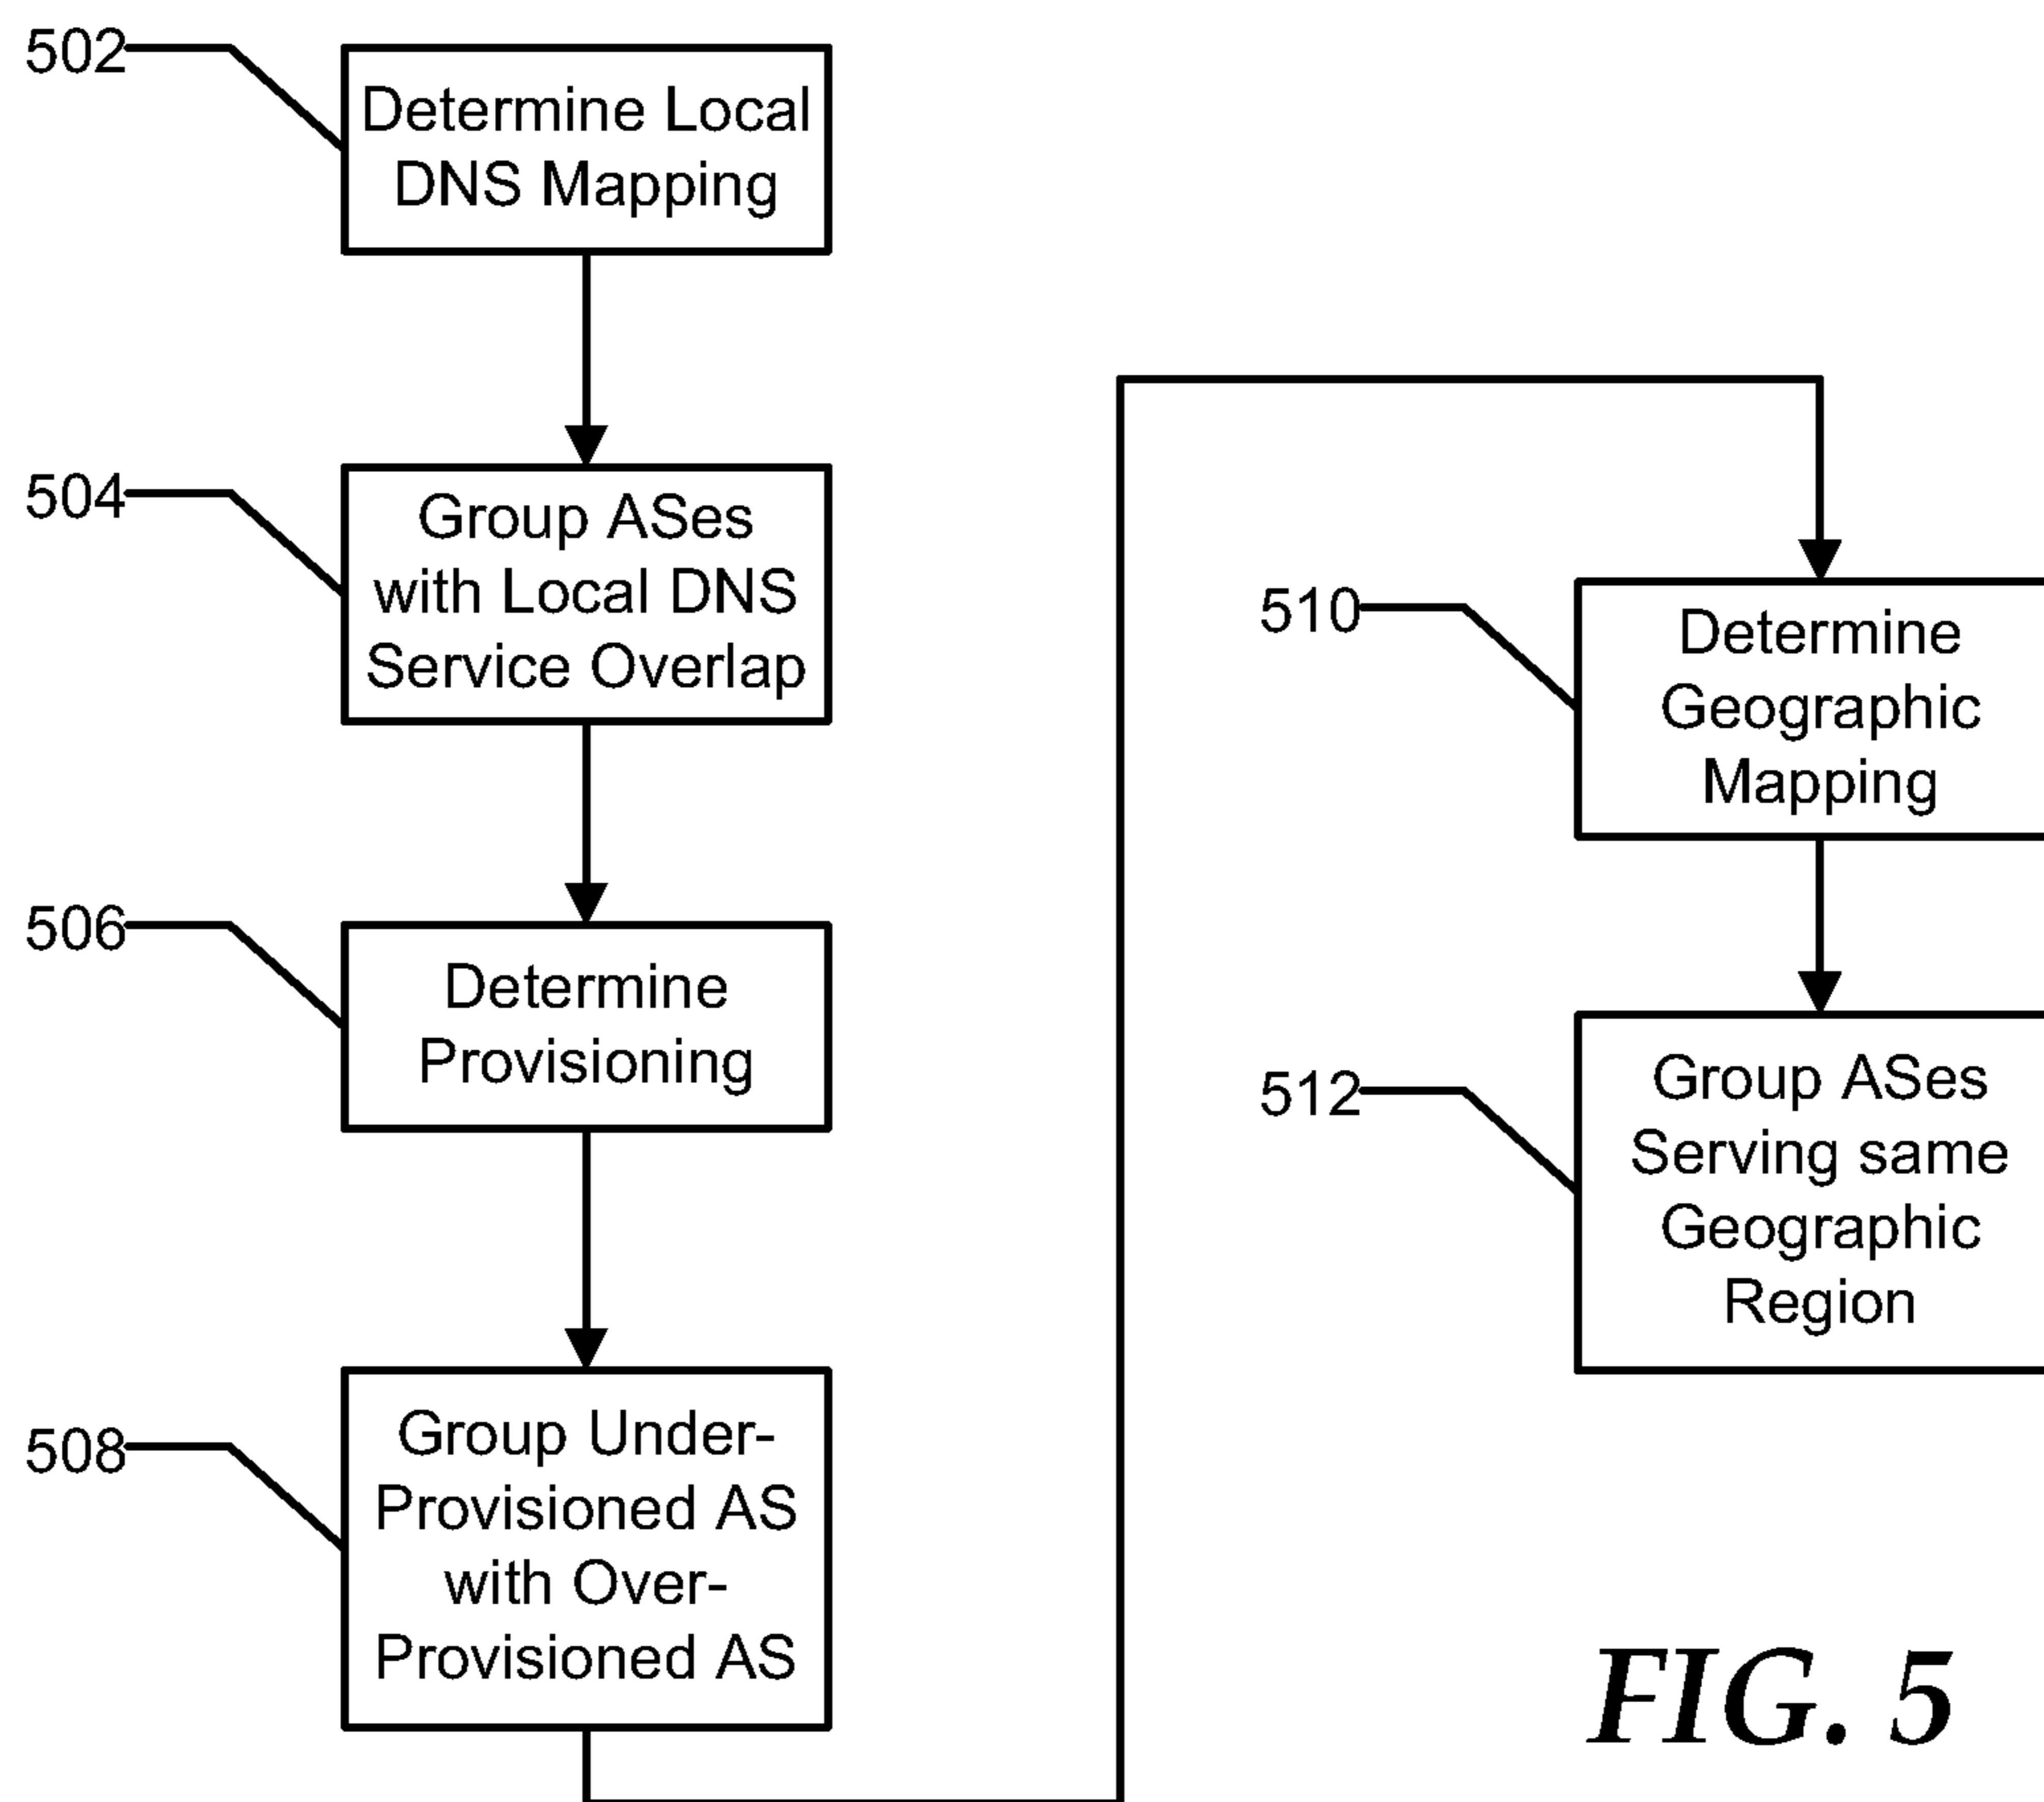 502
Determine Local
DNS Mapping
504
Group ASes
with Local DNS
Service Overlap
506
Determine
Provisioning
508
Group Under-
Provisioned AS
with Over-
Provisioned AS
510
Determine
Geographic
Mapping
512
Group ASes
Serving same
Geographic
Region
FIG. 5